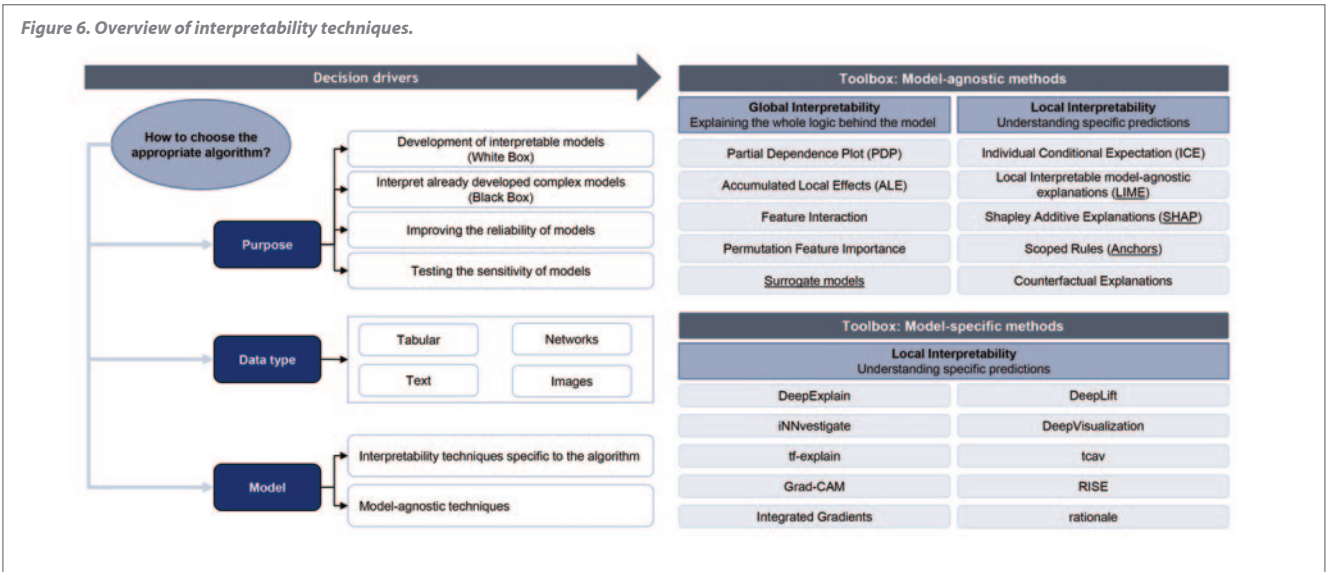 Figure 6. Overview of interpretability techniques.
Decision drivers
How to choose the
appropriate algorithm?
Purpose
Development of interpretable models
(White Box)
Interpret already developed complex models
(Black Box)
Improving the reliability of models
Testing the sensitivity of models
Data type
Tabular
Networks
Text
Images
Model
Interpretability techniques specific to the algorithm
Model-agnostic techniques
Toolbox: Model-agnostic methods
Global Interpretability
Explaining the whole logic behind the model
Local Interpretability
Understanding specific predictions
Partial Dependence Plot (PDP)
Individual Conditional Expectation (ICE)
Accumulated Local Effects (ALE)
Local Interpretable model-agnostic
explanations (LIME)
Feature Interaction
Shapley Additive Explanations (SHAP)
Permutation Feature Importance
Scoped Rules (Anchors)
Surrogate models
Counterfactual Explanations
Toolbox: Model-specific methods
Local Interpretability
Understanding specific predictions
DeepExplain
DeepLift
iNNvestigate
DeepVisualization
tf-explain
tcav
Grad-CAM
RISE
Integrated Gradients
rationale